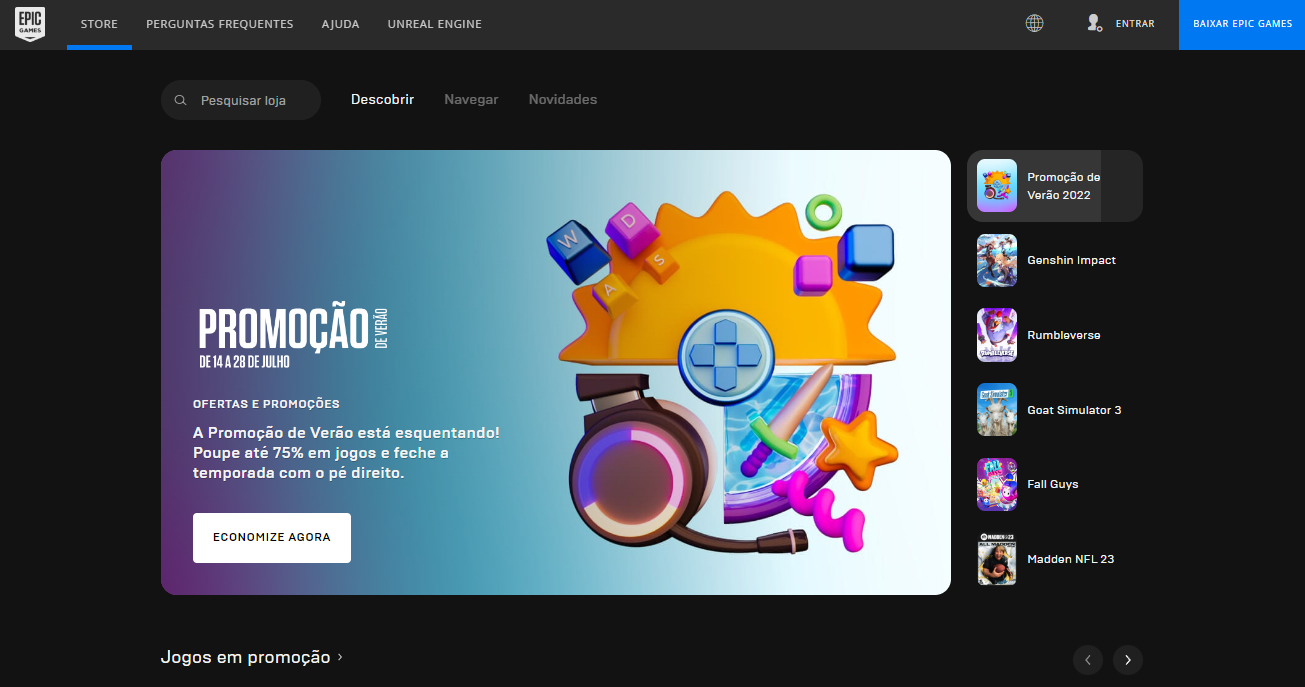 EPIC
GAMES
STORE
PERGUNTAS FREQUENTES
AJUDA
UNREAL ENGINE
ENTRAR
BAIXAR EPIC GAMES
Pesquisar loja
Descobrir
Navegar
Novidades
W
D
A
S
PROMOÇÃO
DE VERÃO
DE 14 A 28 DE JULHO
OFERTAS E PROMOÇÕES
A Promoção de Verão está esquentando!
Poupe até 75% em jogos e feche a
temporada com o pé direito.
ECONOMIZE AGORA
Promoção de
Verão 2022
Genshin Impact
Rumbleverse
Goat Simulator 3
Fall Guys
Madden NFL 23
Jogos em promoção